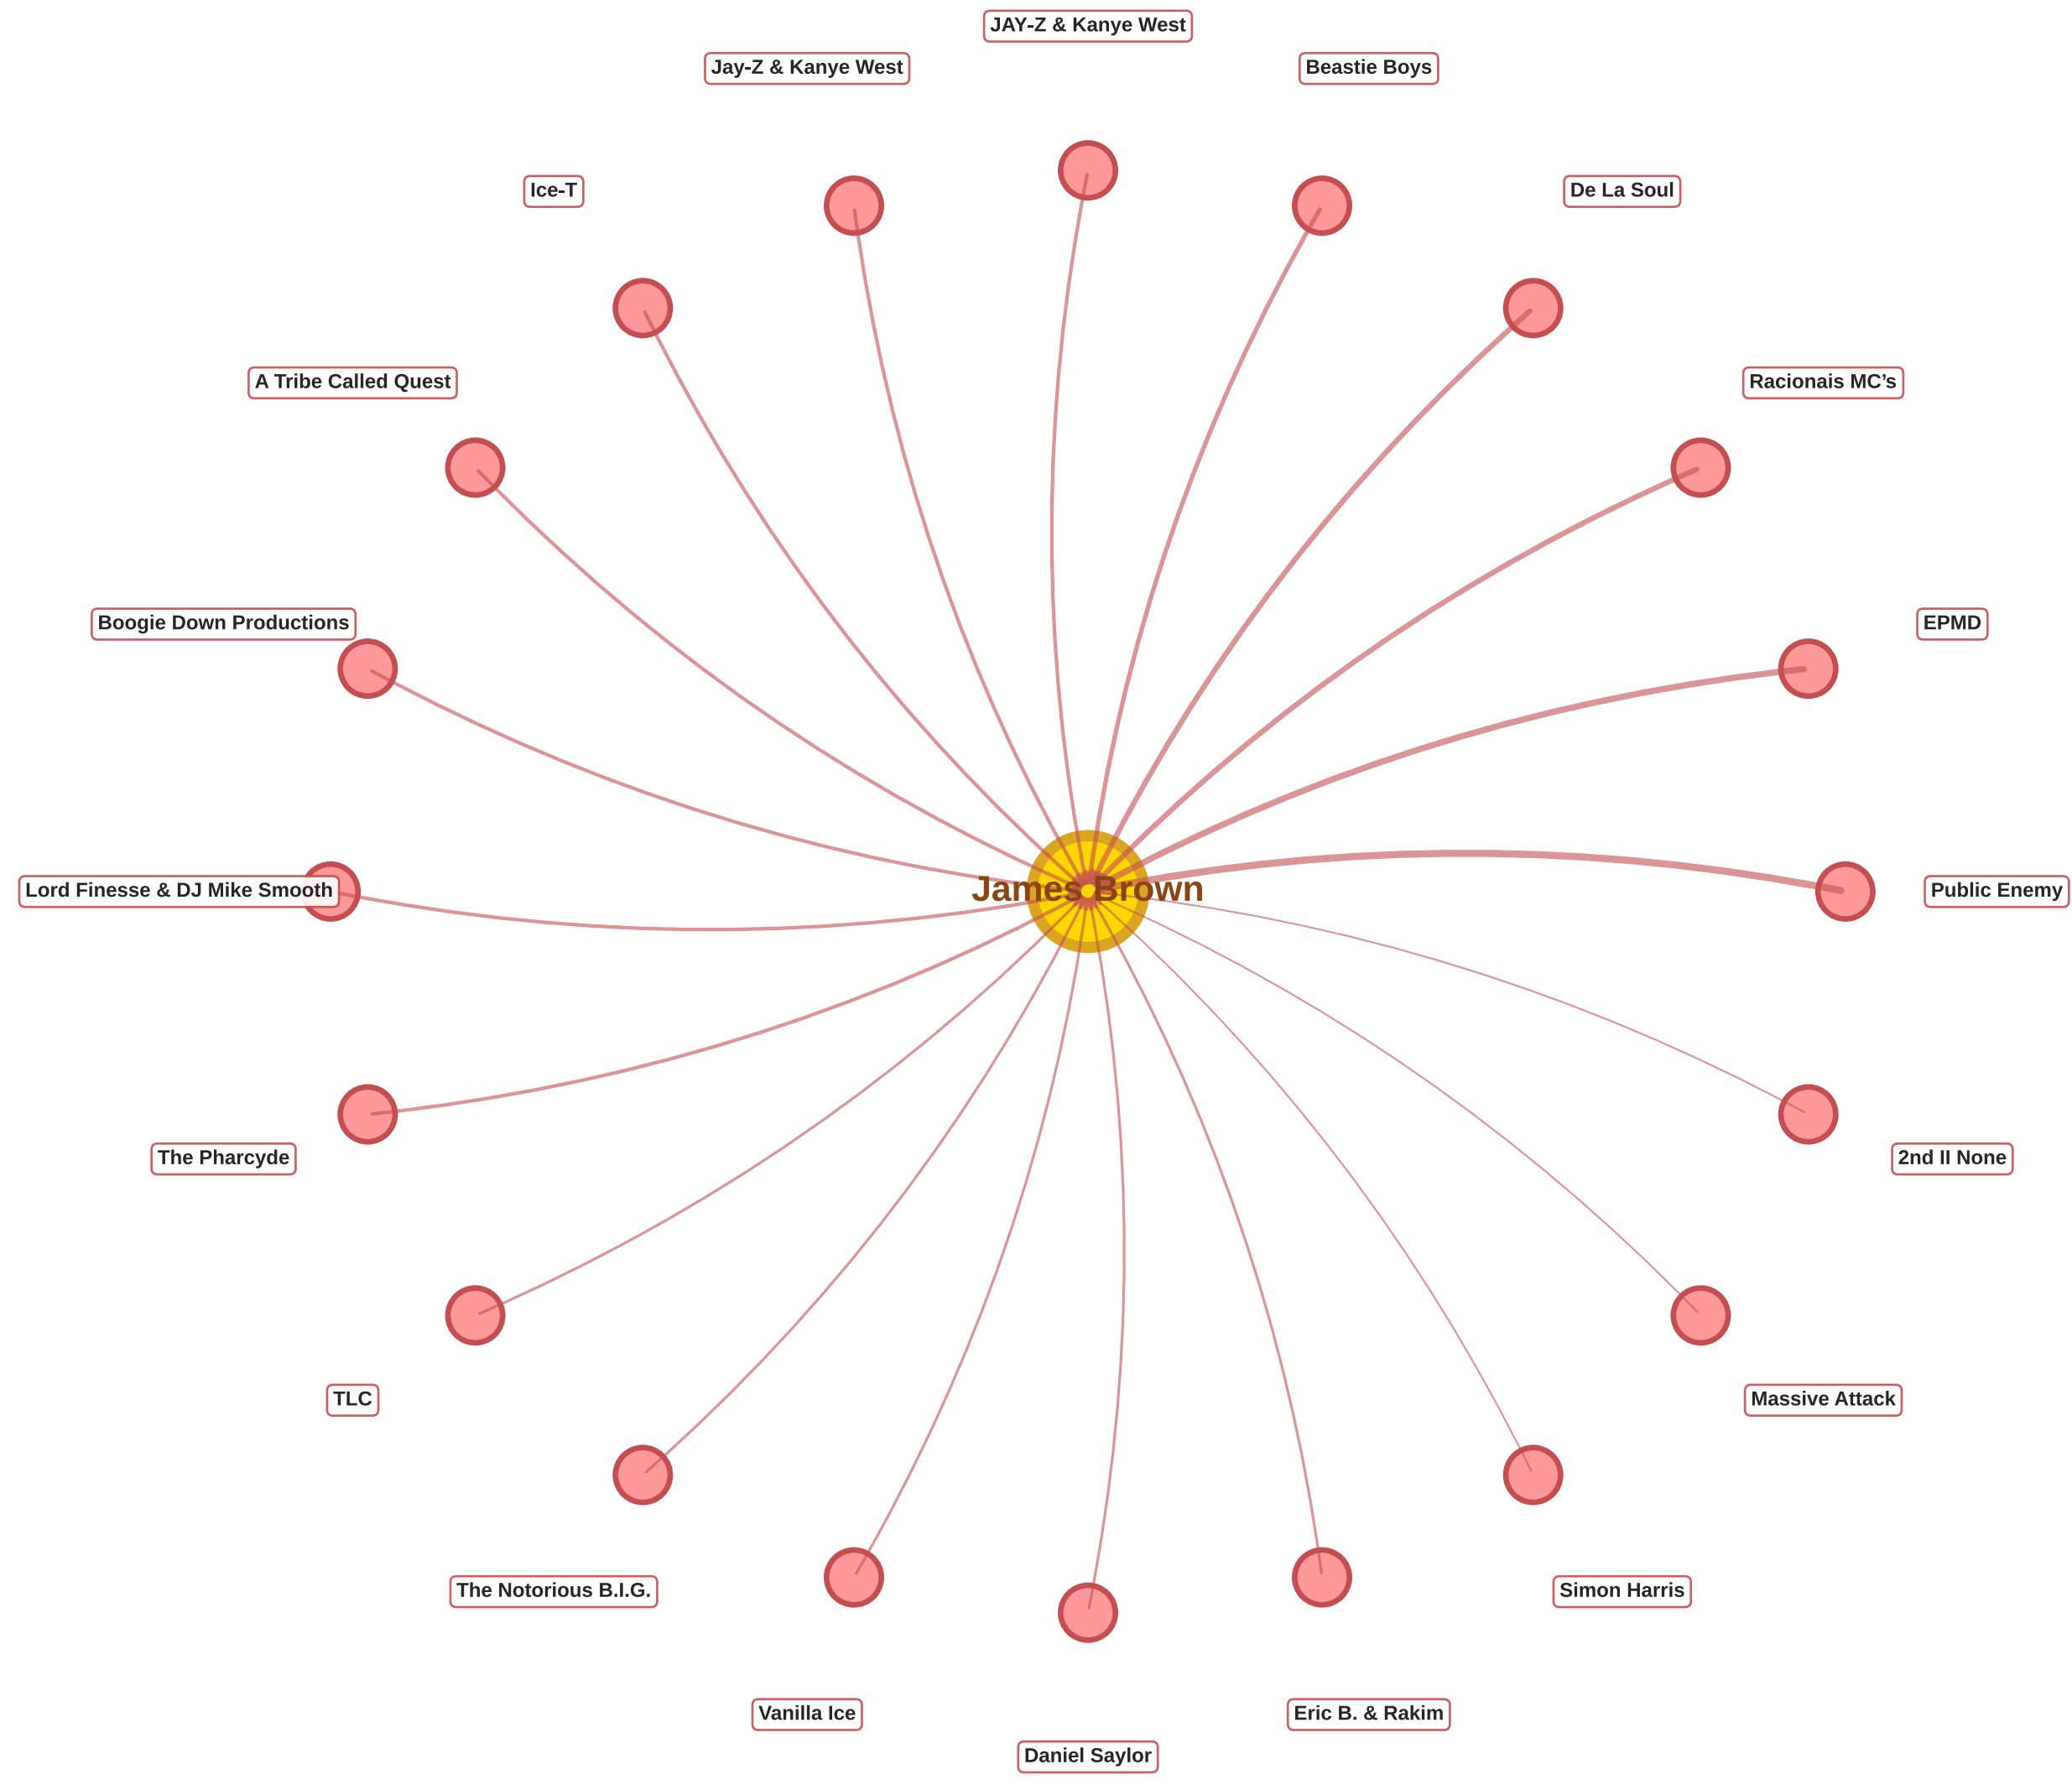 JAY-Z & Kanye West
Jay-Z & Kanye West
Beastie Boys
Ice-T
De La Soul
A Tribe Called Quest
Racionais MC’s
Boogie Down Productions
EPMD
Lord Finesse & DJ Mike Smooth
James Brown
Public Enemy
The Pharcyde
2nd II None
TLC
Massive Attack
The Notorious B.I.G.
Simon Harris
Vanilla Ice
Eric B. & Rakim
Daniel Saylor